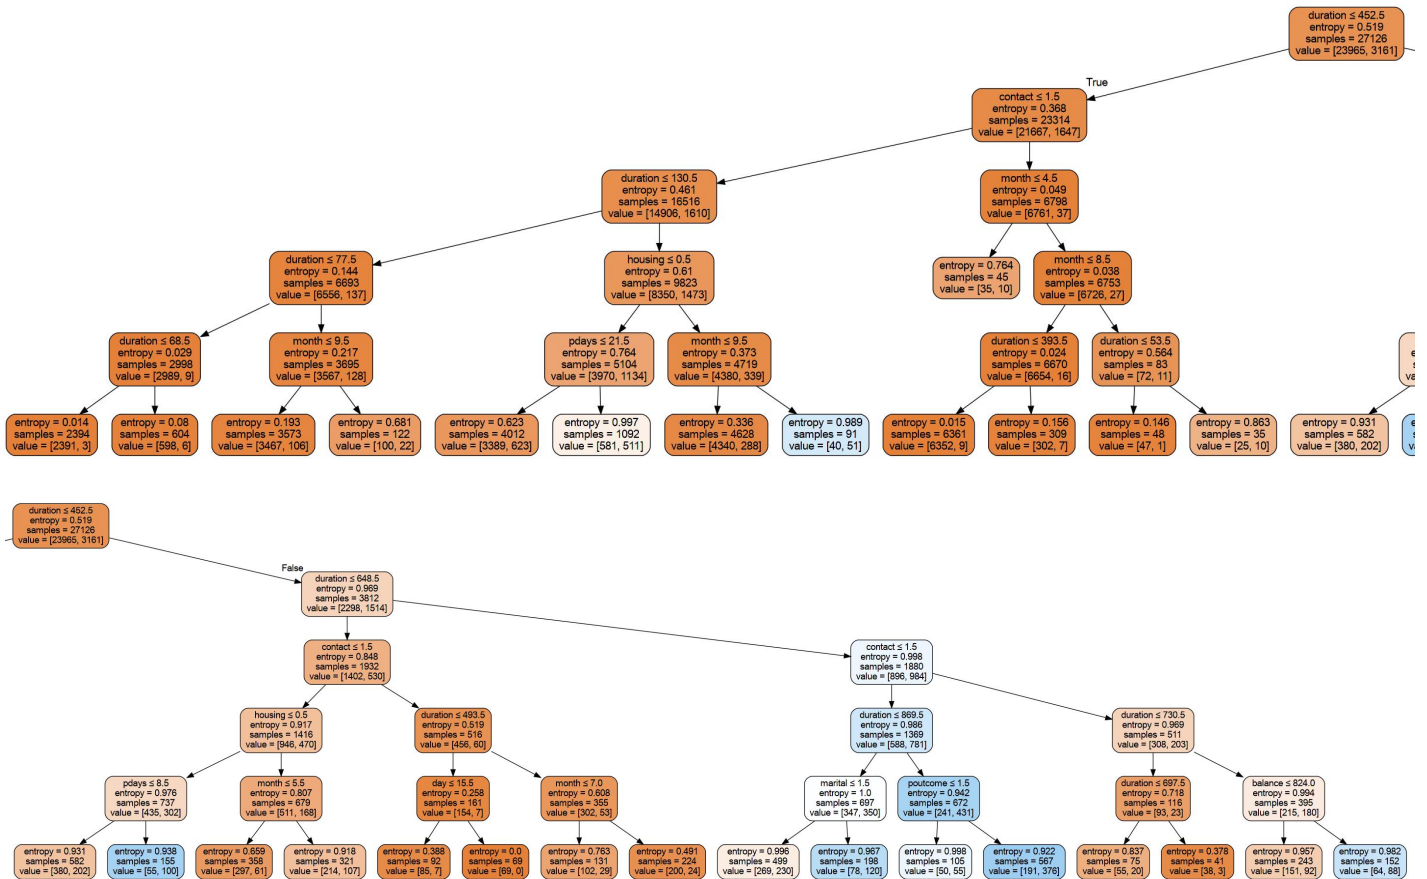 duration ≤ 452.5
entropy = 0.519
samples = 27126
value = [23965, 3161]
True
contact ≤ 1.5
entropy = 0.368
samples = 23314
value = [21667, 1647]
duration ≤ 130.5
entropy = 0.461
samples = 16516
value = [14906, 1610]
month ≤ 4.5
entropy = 0.049
samples = 6798
value = [6761, 37]
duration ≤ 77.5
entropy = 0.144
samples = 6693
value = [6556, 137]
housing ≤ 0.5
entropy = 0.61
samples = 9823
value = [8350, 1473]
entropy = 0.764
samples = 45
value = [35, 10]
month ≤ 8.5
entropy = 0.038
samples = 6753
value = [6726, 27]
duration ≤ 68.5
entropy = 0.029
samples = 2998
value = [2989, 9]
month ≤ 9.5
entropy = 0.217
samples = 3695
value = [3567, 128]
pdays ≤ 21.5
entropy = 0.764
samples = 5104
value = [3970, 1134]
month ≤ 9.5
entropy = 0.373
samples = 4719
value = [4380, 339]
duration ≤ 393.5
entropy = 0.024
samples = 6670
value = [6654, 16]
duration ≤ 53.5
entropy = 0.564
samples = 83
value = [72, 11]
entropy = 0.014
samples = 2394
value = [2391, 3]
entropy = 0.08
samples = 604
value = [598, 6]
entropy = 0.193
samples = 3573
value = [3467, 106]
entropy = 0.681
samples = 122
value = [100, 22]
entropy = 0.623
samples = 4012
value = [3389, 623]
entropy = 0.997
samples = 1092
value = [581, 511]
entropy = 0.336
samples = 4628
value = [4340, 288]
entropy = 0.989
samples = 91
value = [40, 51]
entropy = 0.015
samples = 6361
value = [6352, 9]
entropy = 0.156
samples = 309
value = [302, 7]
entropy = 0.146
samples = 48
value = [47, 1]
entropy = 0.863
samples = 35
value = [25, 10]
entropy = 0.931
samples = 582
value = [380, 202]
duration ≤ 452.5
entropy = 0.519
samples = 27126
value = [23965, 3161]
False
duration ≤ 648.5
entropy = 0.969
samples = 3812
value = [2298, 1514]
contact ≤ 1.5
entropy = 0.848
samples = 1932
value = [1402, 530]
contact ≤ 1.5
entropy = 0.998
samples = 1880
value = [896, 984]
housing ≤ 0.5
entropy = 0.917
samples = 1416
value = [946, 470]
duration ≤ 493.5
entropy = 0.519
samples = 516
value = [456, 60]
duration ≤ 869.5
entropy = 0.986
samples = 1369
value = [588, 781]
duration ≤ 730.5
entropy = 0.969
samples = 511
value = [308, 203]
pdays ≤ 8.5
entropy = 0.976
samples = 737
value = [435, 302]
month ≤ 5.5
entropy = 0.807
samples = 679
value = [511, 168]
day ≤ 15.5
entropy = 0.258
samples = 161
value = [154, 7]
month ≤ 7.0
entropy = 0.608
samples = 355
value = [302, 53]
marital ≤ 1.5
entropy = 1.0
samples = 697
value = [347, 350]
poutcome ≤ 1.5
entropy = 0.942
samples = 672
value = [241, 431]
duration ≤ 697.5
entropy = 0.718
samples = 116
value = [93, 23]
balance ≤ 824.0
entropy = 0.994
samples = 395
value = [215, 180]
entropy = 0.931
samples = 582
value = [380, 202]
entropy = 0.938
samples = 155
value = [55, 100]
entropy = 0.659
samples = 358
value = [297, 61]
entropy = 0.918
samples = 321
value = [214, 107]
entropy = 0.388
samples = 92
value = [85, 7]
entropy = 0.0
samples = 69
value = [69, 0]
entropy = 0.763
samples = 131
value = [102, 29]
entropy = 0.491
samples = 224
value = [200, 24]
entropy = 0.996
samples = 499
value = [269, 230]
entropy = 0.967
samples = 198
value = [78, 120]
entropy = 0.998
samples = 105
value = [50, 55]
entropy = 0.922
samples = 567
value = [191, 376]
entropy = 0.837
samples = 75
value = [55, 20]
entropy = 0.378
samples = 41
value = [38, 3]
entropy = 0.957
samples = 243
value = [151, 92]
entropy = 0.982
samples = 152
value = [64, 88]